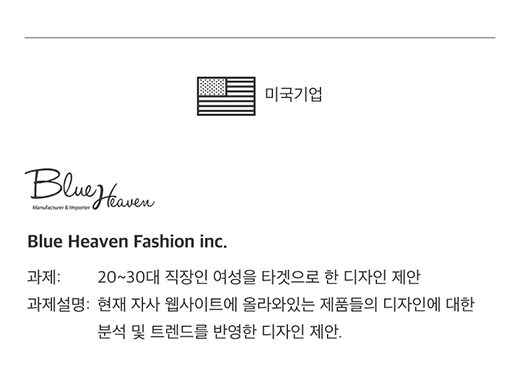 미국기업
Blue Heaven
Manufacturer & Importer
Blue Heaven Fashion inc.
과제: 20~30대 직장인 여성을 타겟으로 한 디자인 제안
과제설명: 현재 자사 웹사이트에 올라와있는 제품들의 디자인에 대한
분석 및 트렌드를 반영한 디자인 제안.